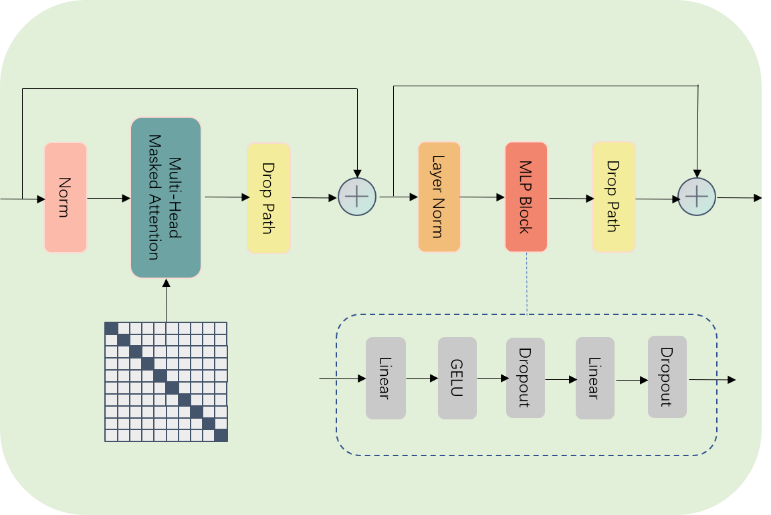 Norm
Multi-Head
Masked Attention
Drop Path
Layer Norm
MLP Block
Drop Path
Linear
GELU
Dropout
Linear
Dropout